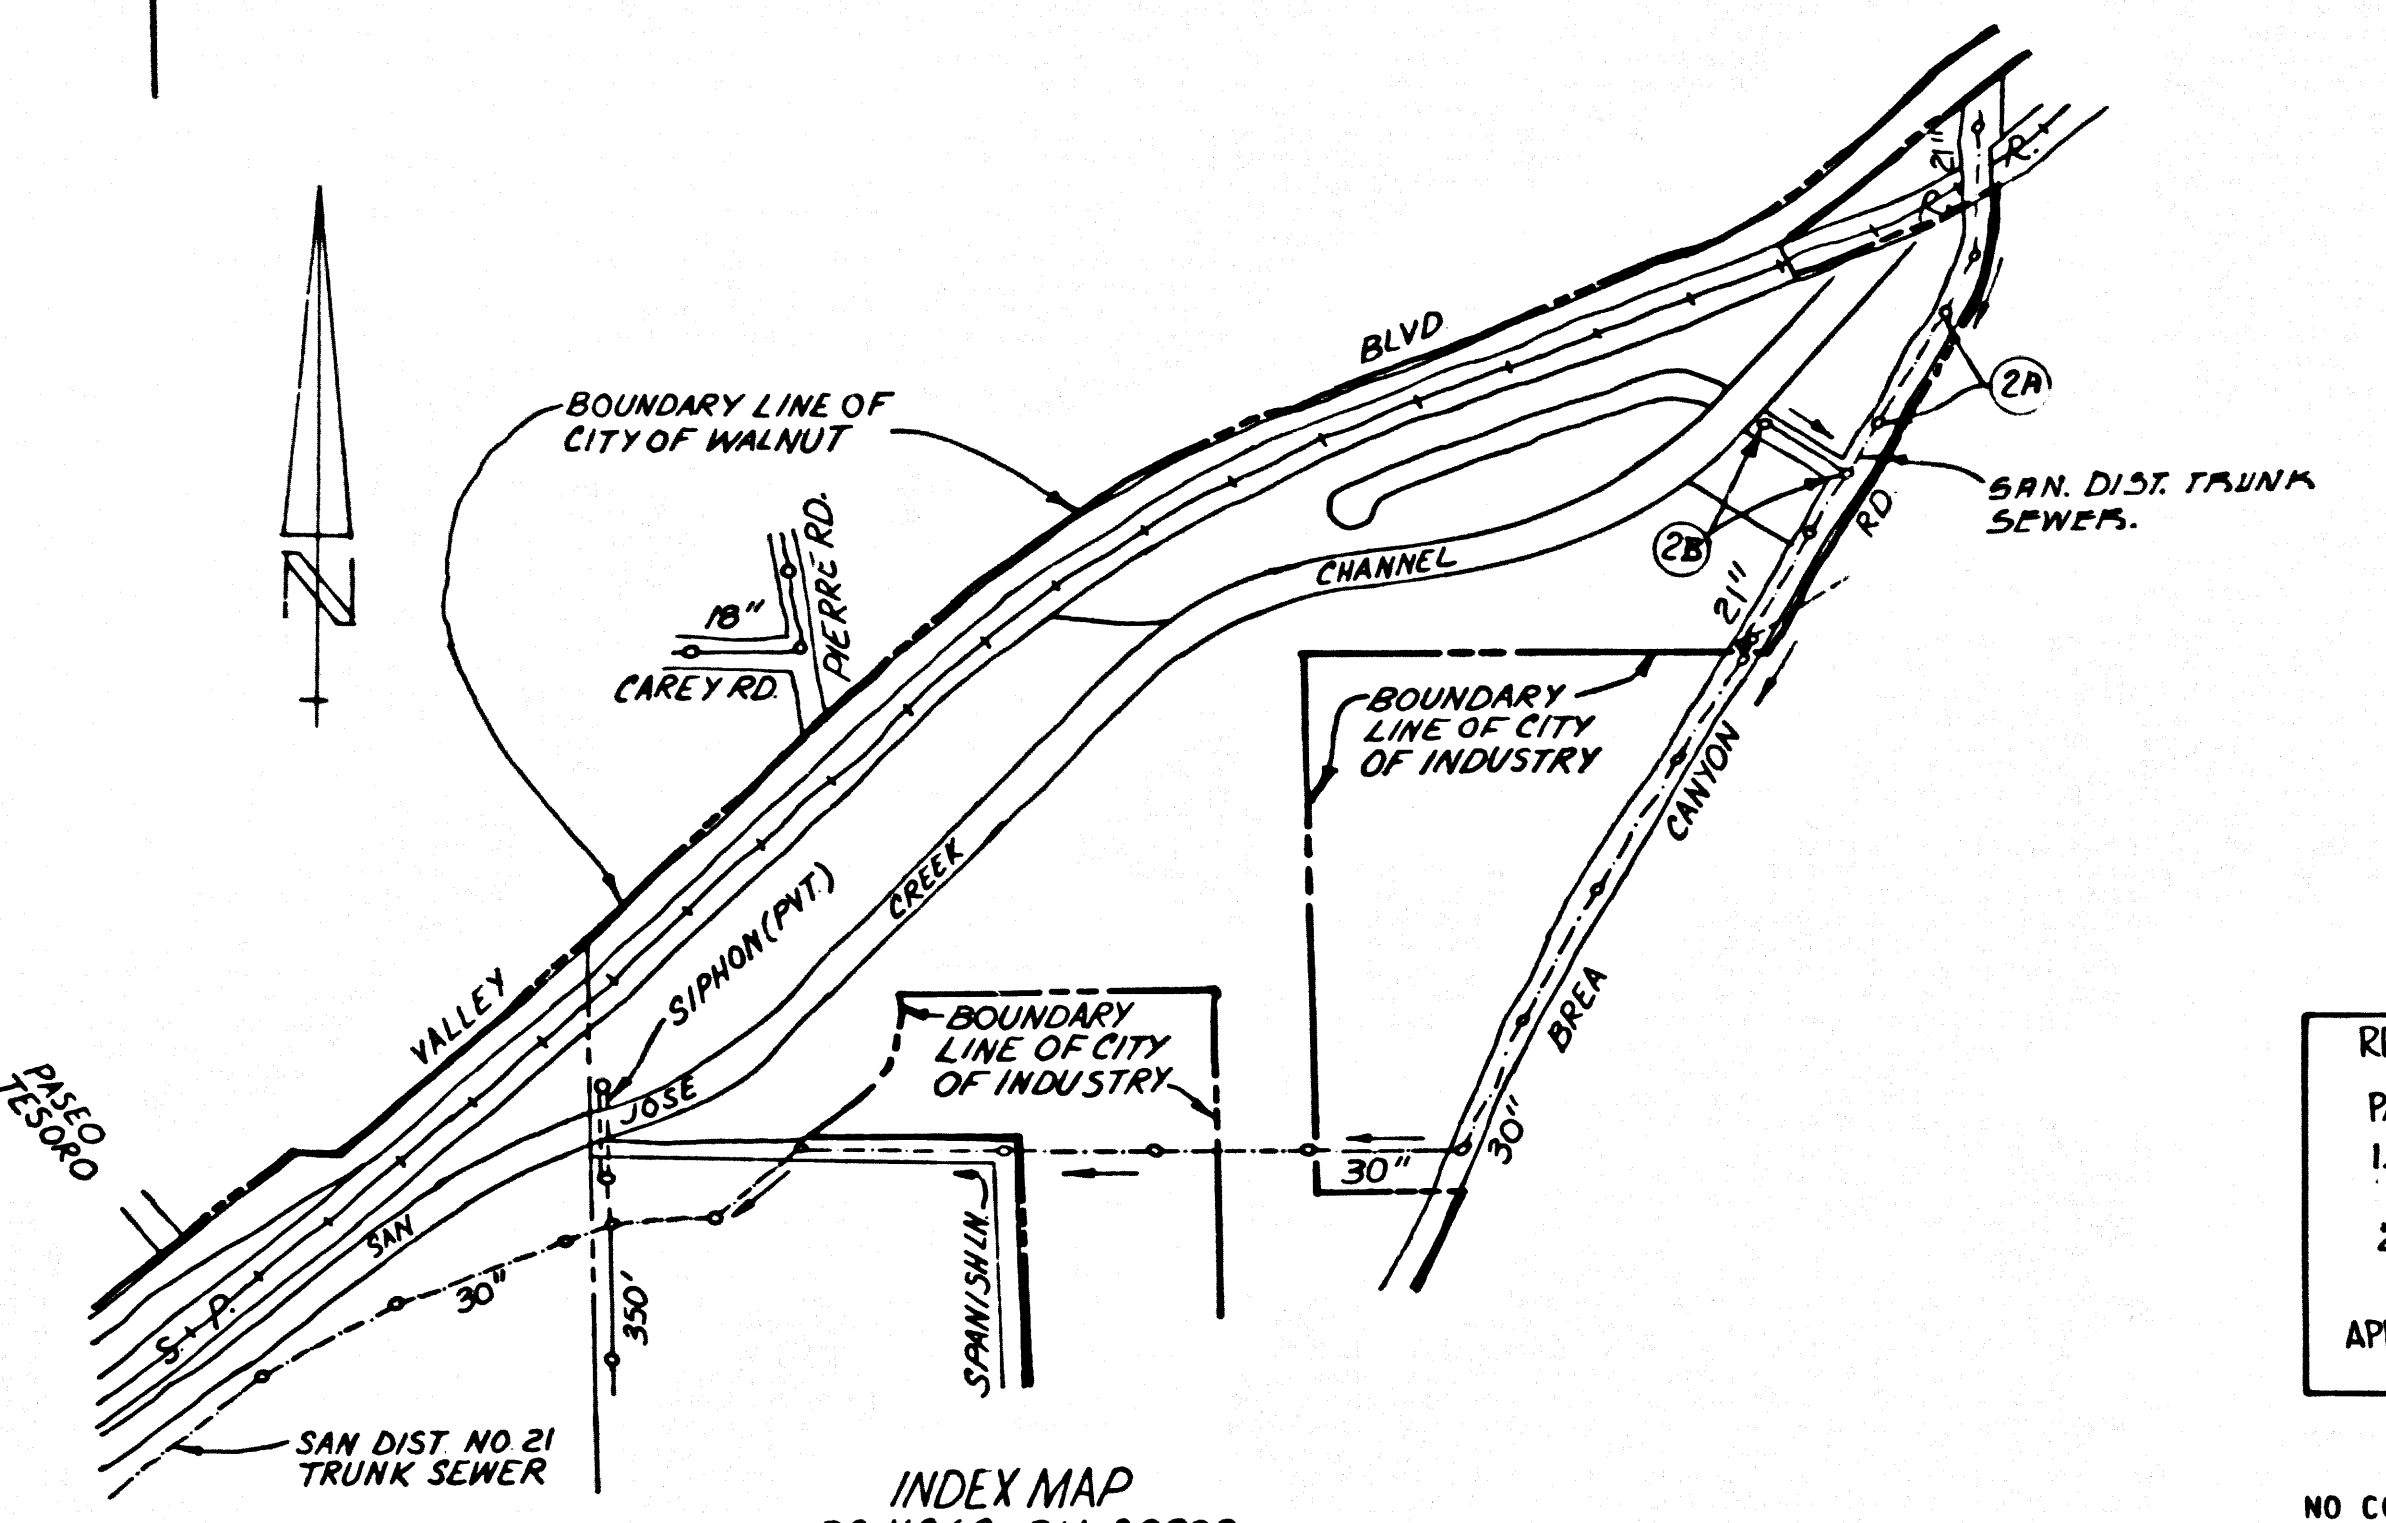 21"
R.
R.
BLVD
2A
BOUNDARY LINE OF
CITY OF WALNUT
SAN. DIST. TRUNK
SEWER.
PIERRE RD.
RD
2B
CHANNEL
21"
18"
N
CAREY RD.
BOUNDARY
LINE OF CITY
OF INDUSTRY
CANYON
CREEK
SIPHON (PVT.)
VALLEY
BREA
BOUNDARY
LINE OF CITY
OF INDUSTRY
PASEO
TESORO
JOSE
30"
30"
SAN
30"
350'
SPANISH LN.
S. P.
SAN DIST. NO. 21
TRUNK SEWER
INDEX MAP
NO